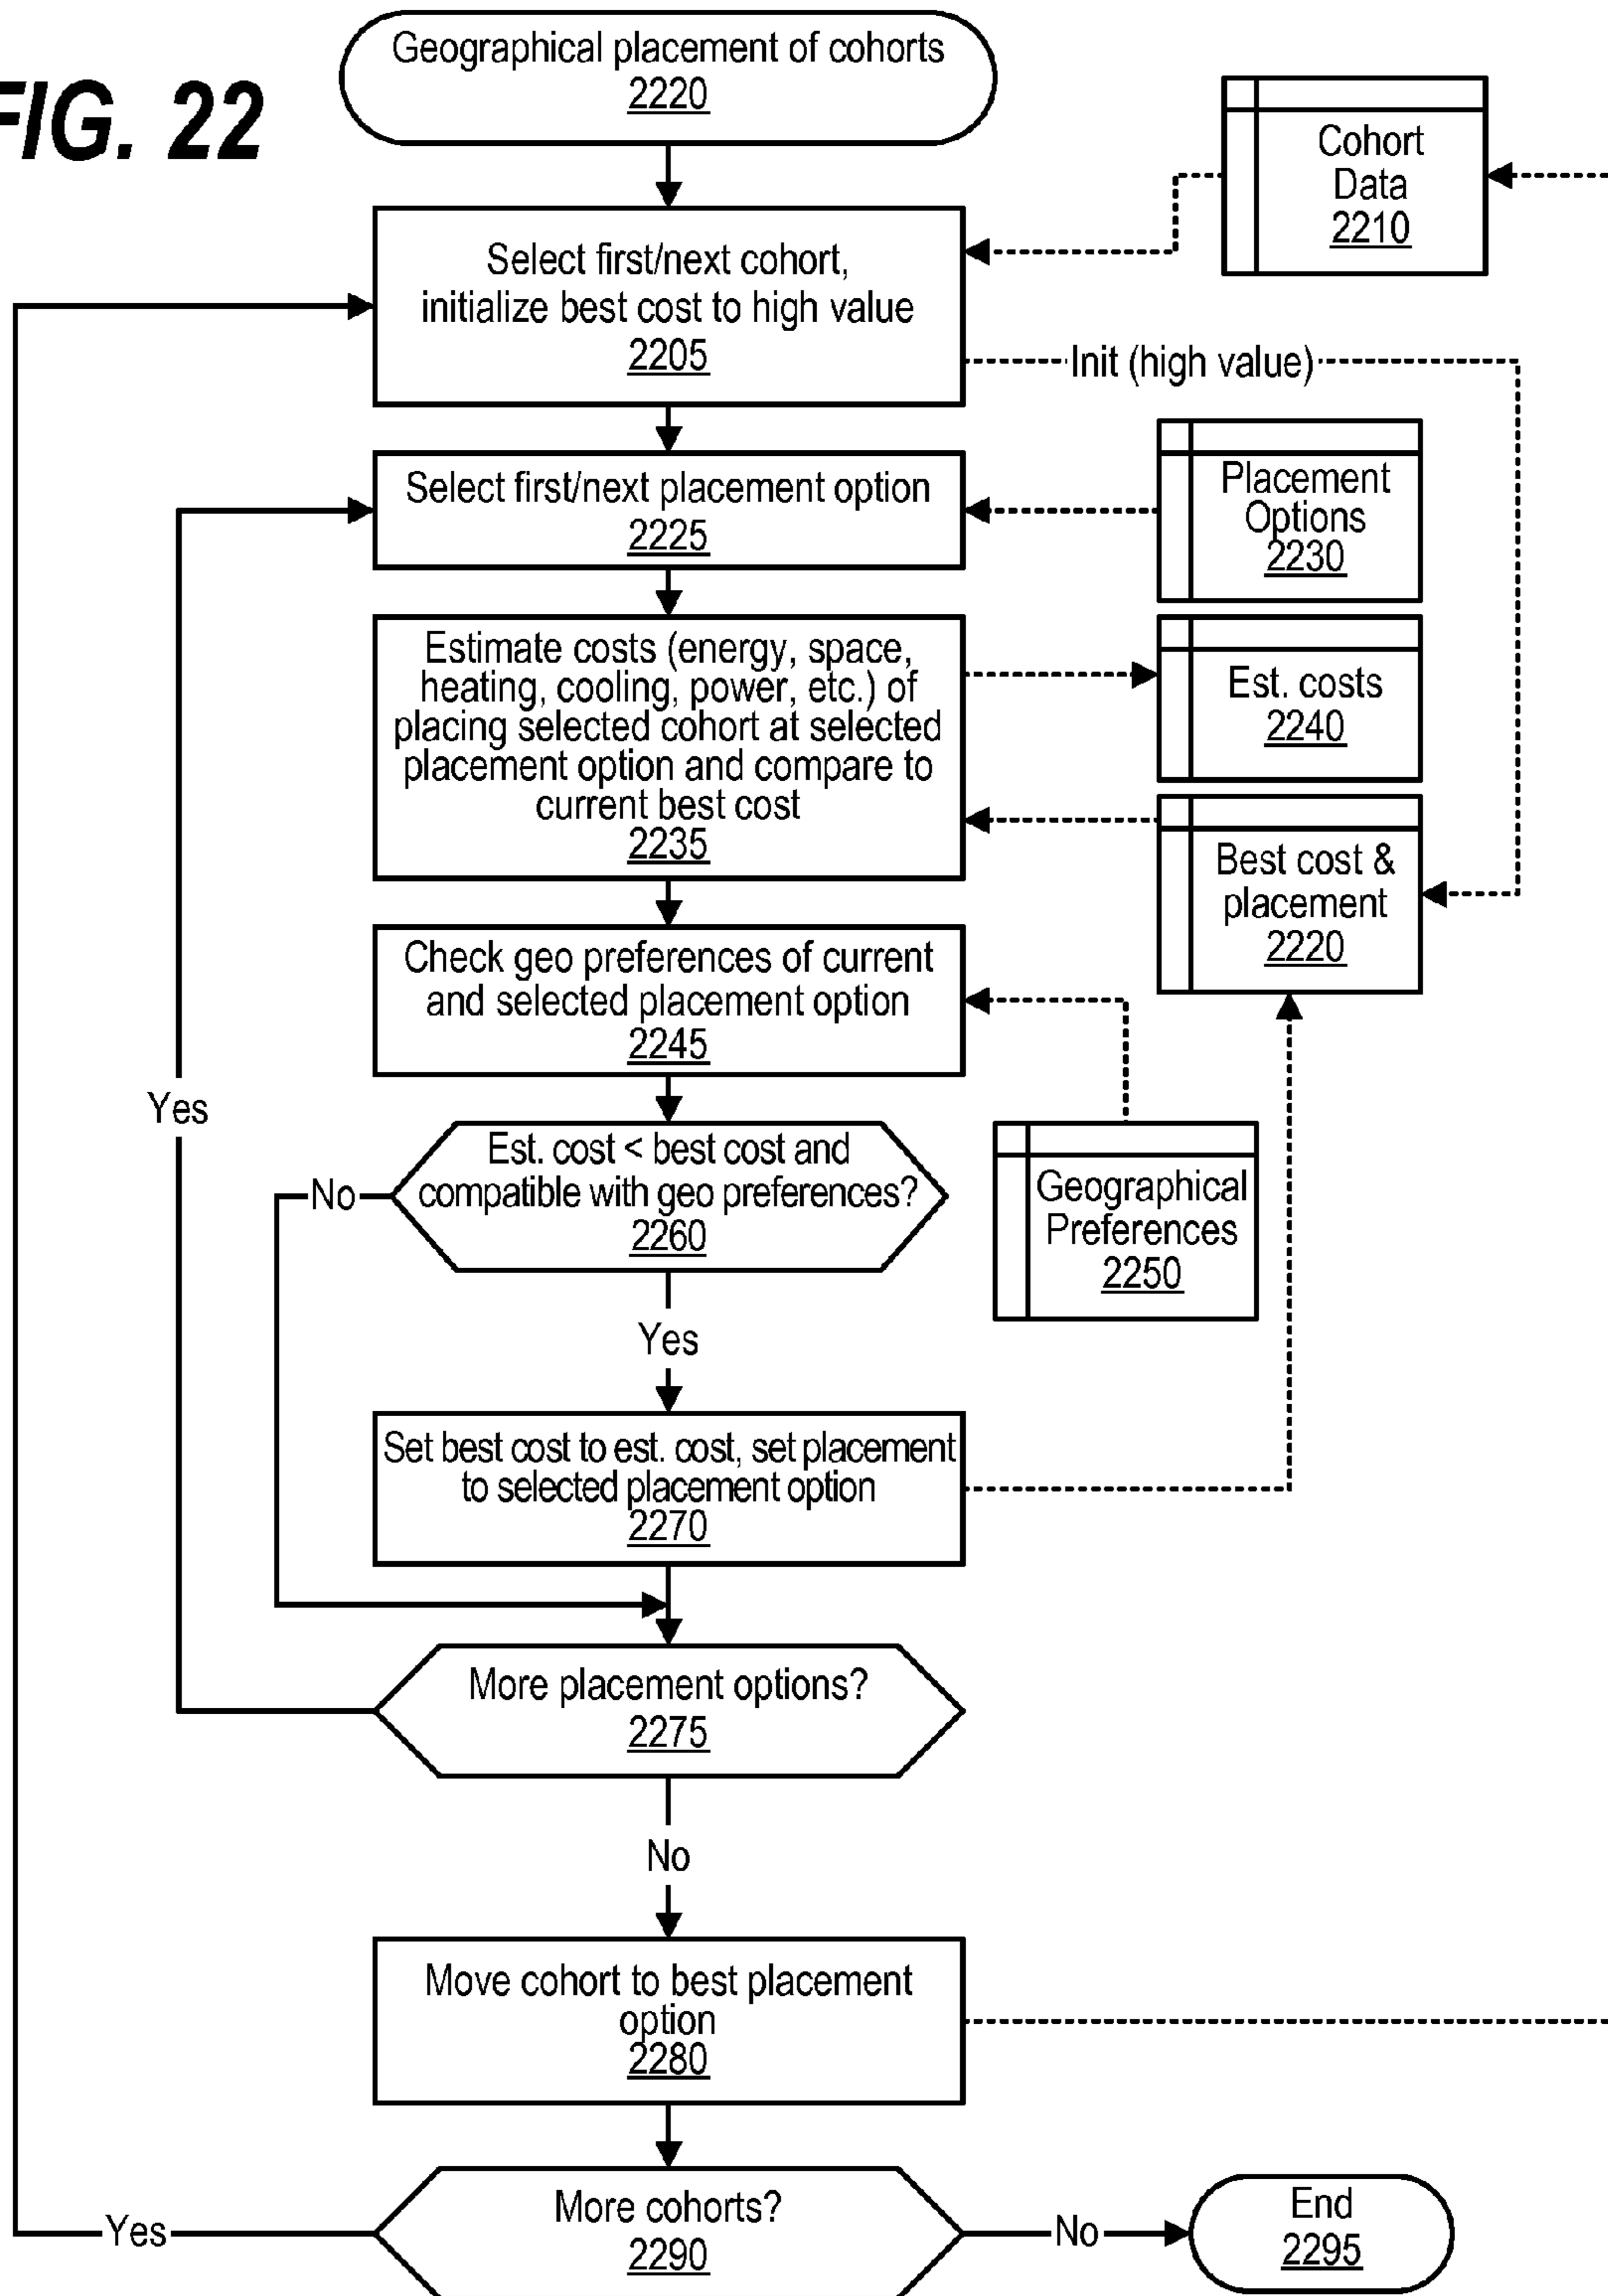 FIG. 22
Geographical placement of cohorts
2220
Cohort
Data
2210
Select first/next cohort,
initialize best cost to high value
2205
Init (high value)
Select first/next placement option
2225
Placement
Options
2230
Estimate costs (energy, space,
heating, cooling, power, etc.) of
placing selected cohort at selected
placement option and compare to
current best cost
2235
Est. costs
2240
Best cost &
placement
2220
Check geo preferences of current
and selected placement option
2245
Yes
Est. cost < best cost and
compatible with geo preferences?
2260
No
Geographical
Preferences
2250
Yes
Set best cost to est. cost, set placement
to selected placement option
2270
More placement options?
2275
No
Move cohort to best placement
option
2280
More cohorts?
2290
Yes
No
End
2295